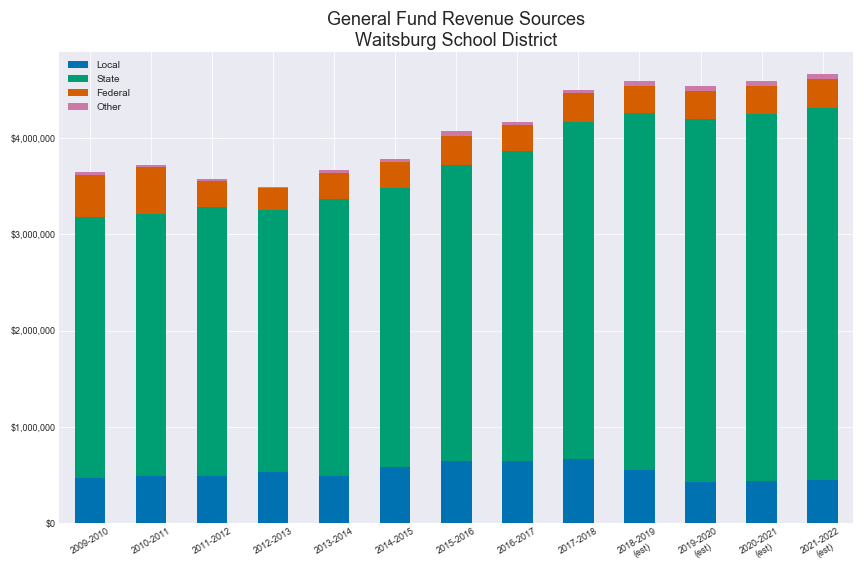 General Fund Revenue Sources
Waitsburg School District
Local
State
Federal
Other
$4,000,000
$3,000,000
$2,000,000
$1,000,000
$0
2009-2010
2010-2011
2011-2012
2012-2013
2013-2014
2014-2015
2015-2016
2016-2017
2017-2018
2018-2019
(est)
2019-2020
(est)
2020-2021
(est)
2021-2022
(est)